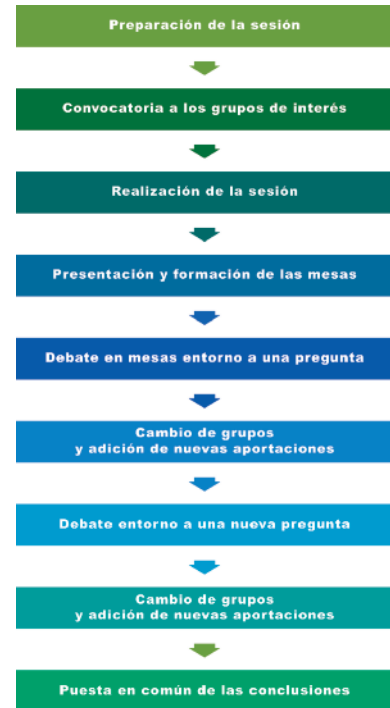 Preparación de la sesión
Convocatoria a los grupos de interés
Realización de la sesión
Presentación y formación de las mesas
Debate en mesas entorno a una pregunta
Cambio de grupos
y adición de nuevas aportaciones
Debate entorno a una nueva pregunta
Cambio de grupos
y adición de nuevas aportaciones
Puesta en común de las conclusiones